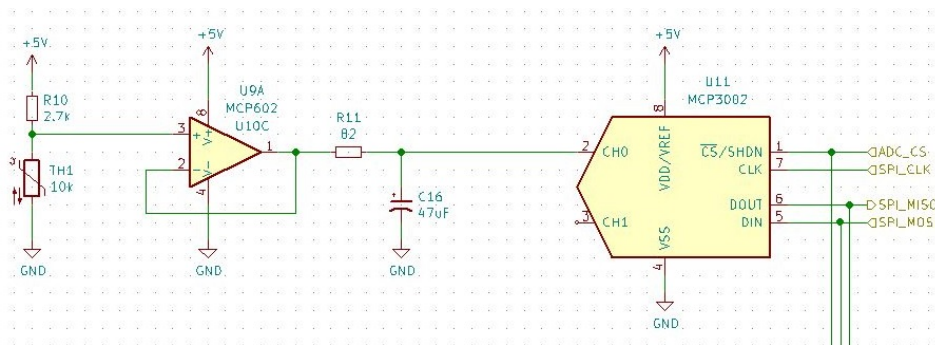 +5V
R10
2.7k
TH1
10k
GND
+5V
U9A
MCP602
U10C
8
3
+
V+
2
-
V-
1
4
GND
R11
82
C16
47uF
GND
+5V
U11
MCP3002
8
VDD/VREF
2
CH0
CS/SHDN
1
ADC_CS
CLK
7
SPI_CLK
DOUT
6
SPI_MISO
3
CH1
DIN
5
SPI_MOS
VSS
4
GND